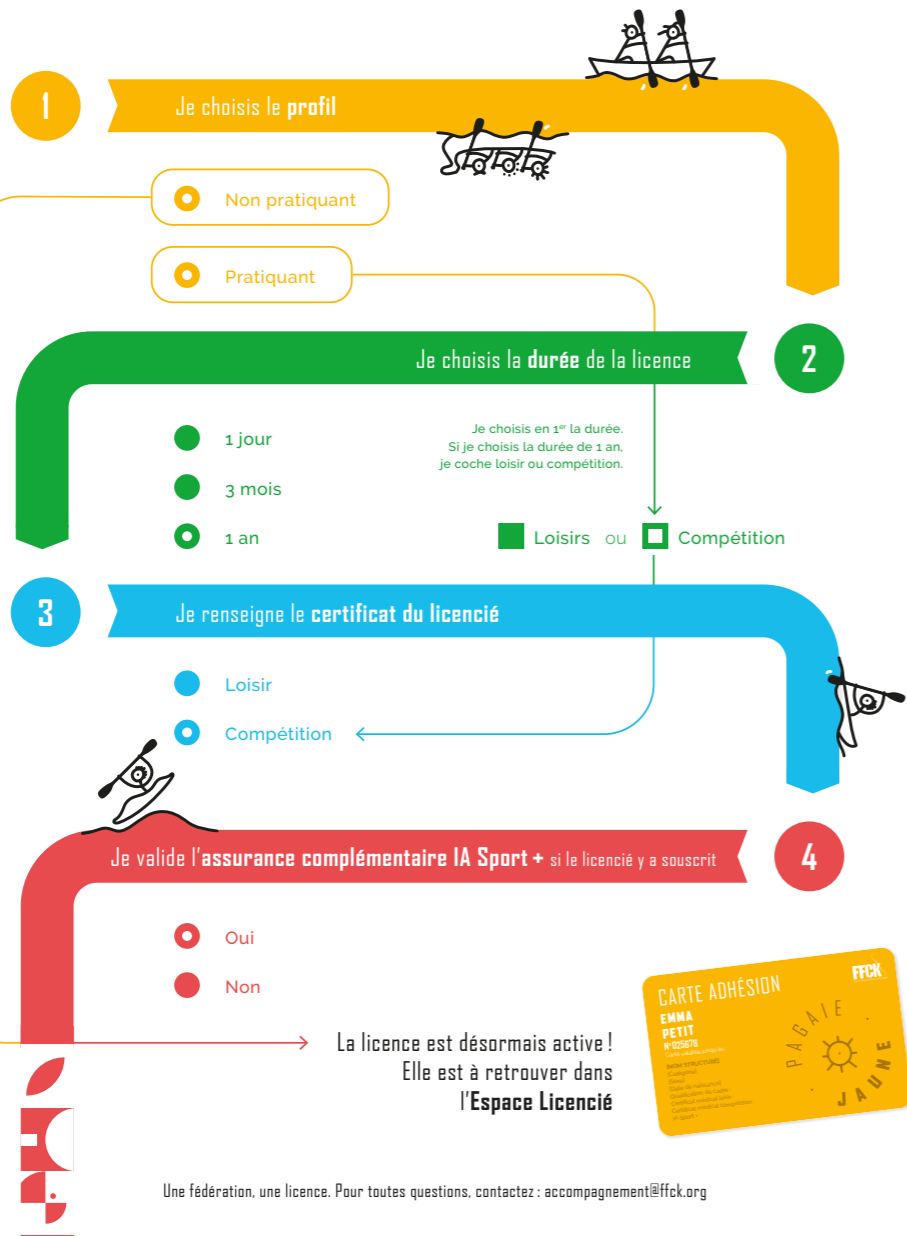 1
Je choisis le profil
Non pratiquant
Pratiquant
2
Je choisis la durée de la licence
1 jour
3 mois
1 an
Je choisis en 1er la durée.
Si je choisis la durée de 1 an,
je coche loisir ou compétition.
Loisirs ou Compétition
3
Je renseigne le certificat du licencié
Loisir
Compétition
4
Je valide l'assurance complémentaire IA Sport + si le licencié y a souscrit
Oui
Non
La licence est désormais active !
Elle est à retrouver dans
l'Espace Licencié
FFCK
CARTE ADHÉSION
EMMA
PETIT
N°025678
PAGAIE
JAUNE
Une fédération, une licence. Pour toutes questions, contactez : accompagnement@ffck.org